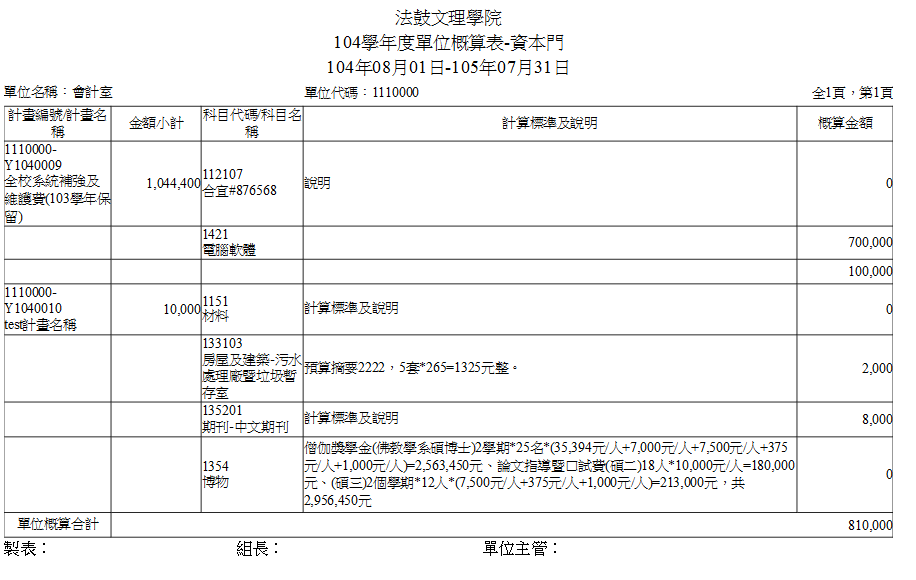 法鼓文理學院
104學年度單位概算表-資本門
104年08月01日-105年07月31日
單位名稱：會計室 單位代碼：1110000 全1頁，第1頁
計畫編號/計畫名
稱
金額小計
科目代碼/科目名
稱
計算標準及說明
概算金額
1110000-
Y1040009
全校系統補強及
維護費(103學年保
留)
1,044,400
112107
合宜#876568
說明
0
1421
電腦軟體
700,000
100,000
1110000-
Y1040010
test計畫名稱
10,000
1151
材料
計算標準及說明
0
133103
房屋及建築-污水
處理廠暨垃圾暫
存室
預算摘要2222，5套*265=1325元整。
2,000
135201
期刊-中文期刊
計算標準及說明
8,000
1354
博物
僧伽獎學金(佛教學系碩博士)2學期*25名*(35,394元/人+7,000元/人+7,500元/人+375
元/人+1,000元/人)=2,563,450元、論文指導暨口試費(碩二)18人*10,000元/人=180,000
元、(碩三)2個學期*12人*(7,500元/人+375元/人+1,000元/人)=213,000元，共
2,956,450元
0
單位概算合計 810,000
製表： 組長： 單位主管：